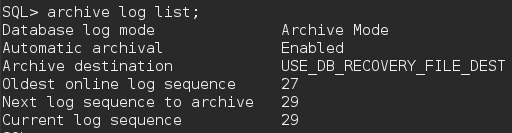 SQL> archive log list;
Database log mode Archive Mode
Automatic archival Enabled
Archive destination USE_DB_RECOVERY_FILE_DEST
Oldest online log sequence 27
Next log sequence to archive 29
Current log sequence 29